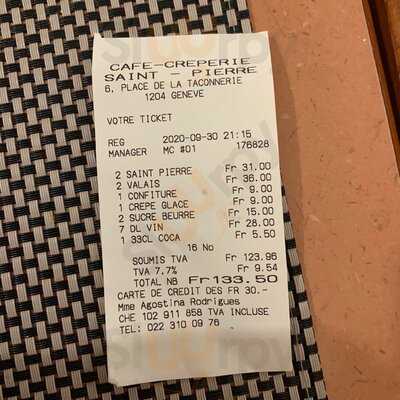 CAFE-CREPERIE
SAINT - PIERRE
6, PLACE DE LA TACONNERIE
1204 GENEVE
VOTRE TICKET
REG 2020-09-30 21:15
MANAGER MC #01 176828
2 SAINT PIERRE Fr 31.00
2 VALAIS Fr 36.00
1 CONFITURE Fr 9.00
1 CREPE GLACE Fr 9.00
2 SUCRE BEURRE Fr 15.00
7 DL VIN Fr 28.00
1 33CL COCA Fr 5.50
16 No
SOUMIS TVA Fr 123.96
TVA 7.7% Fr 9.54
TOTAL NB Fr133.50
CARTE DE CREDIT DES FR 30.-
Mme Agostina Rodrigues
CHE 102 911 858 TVA INCLUSE
TEL: 022 310 09 76